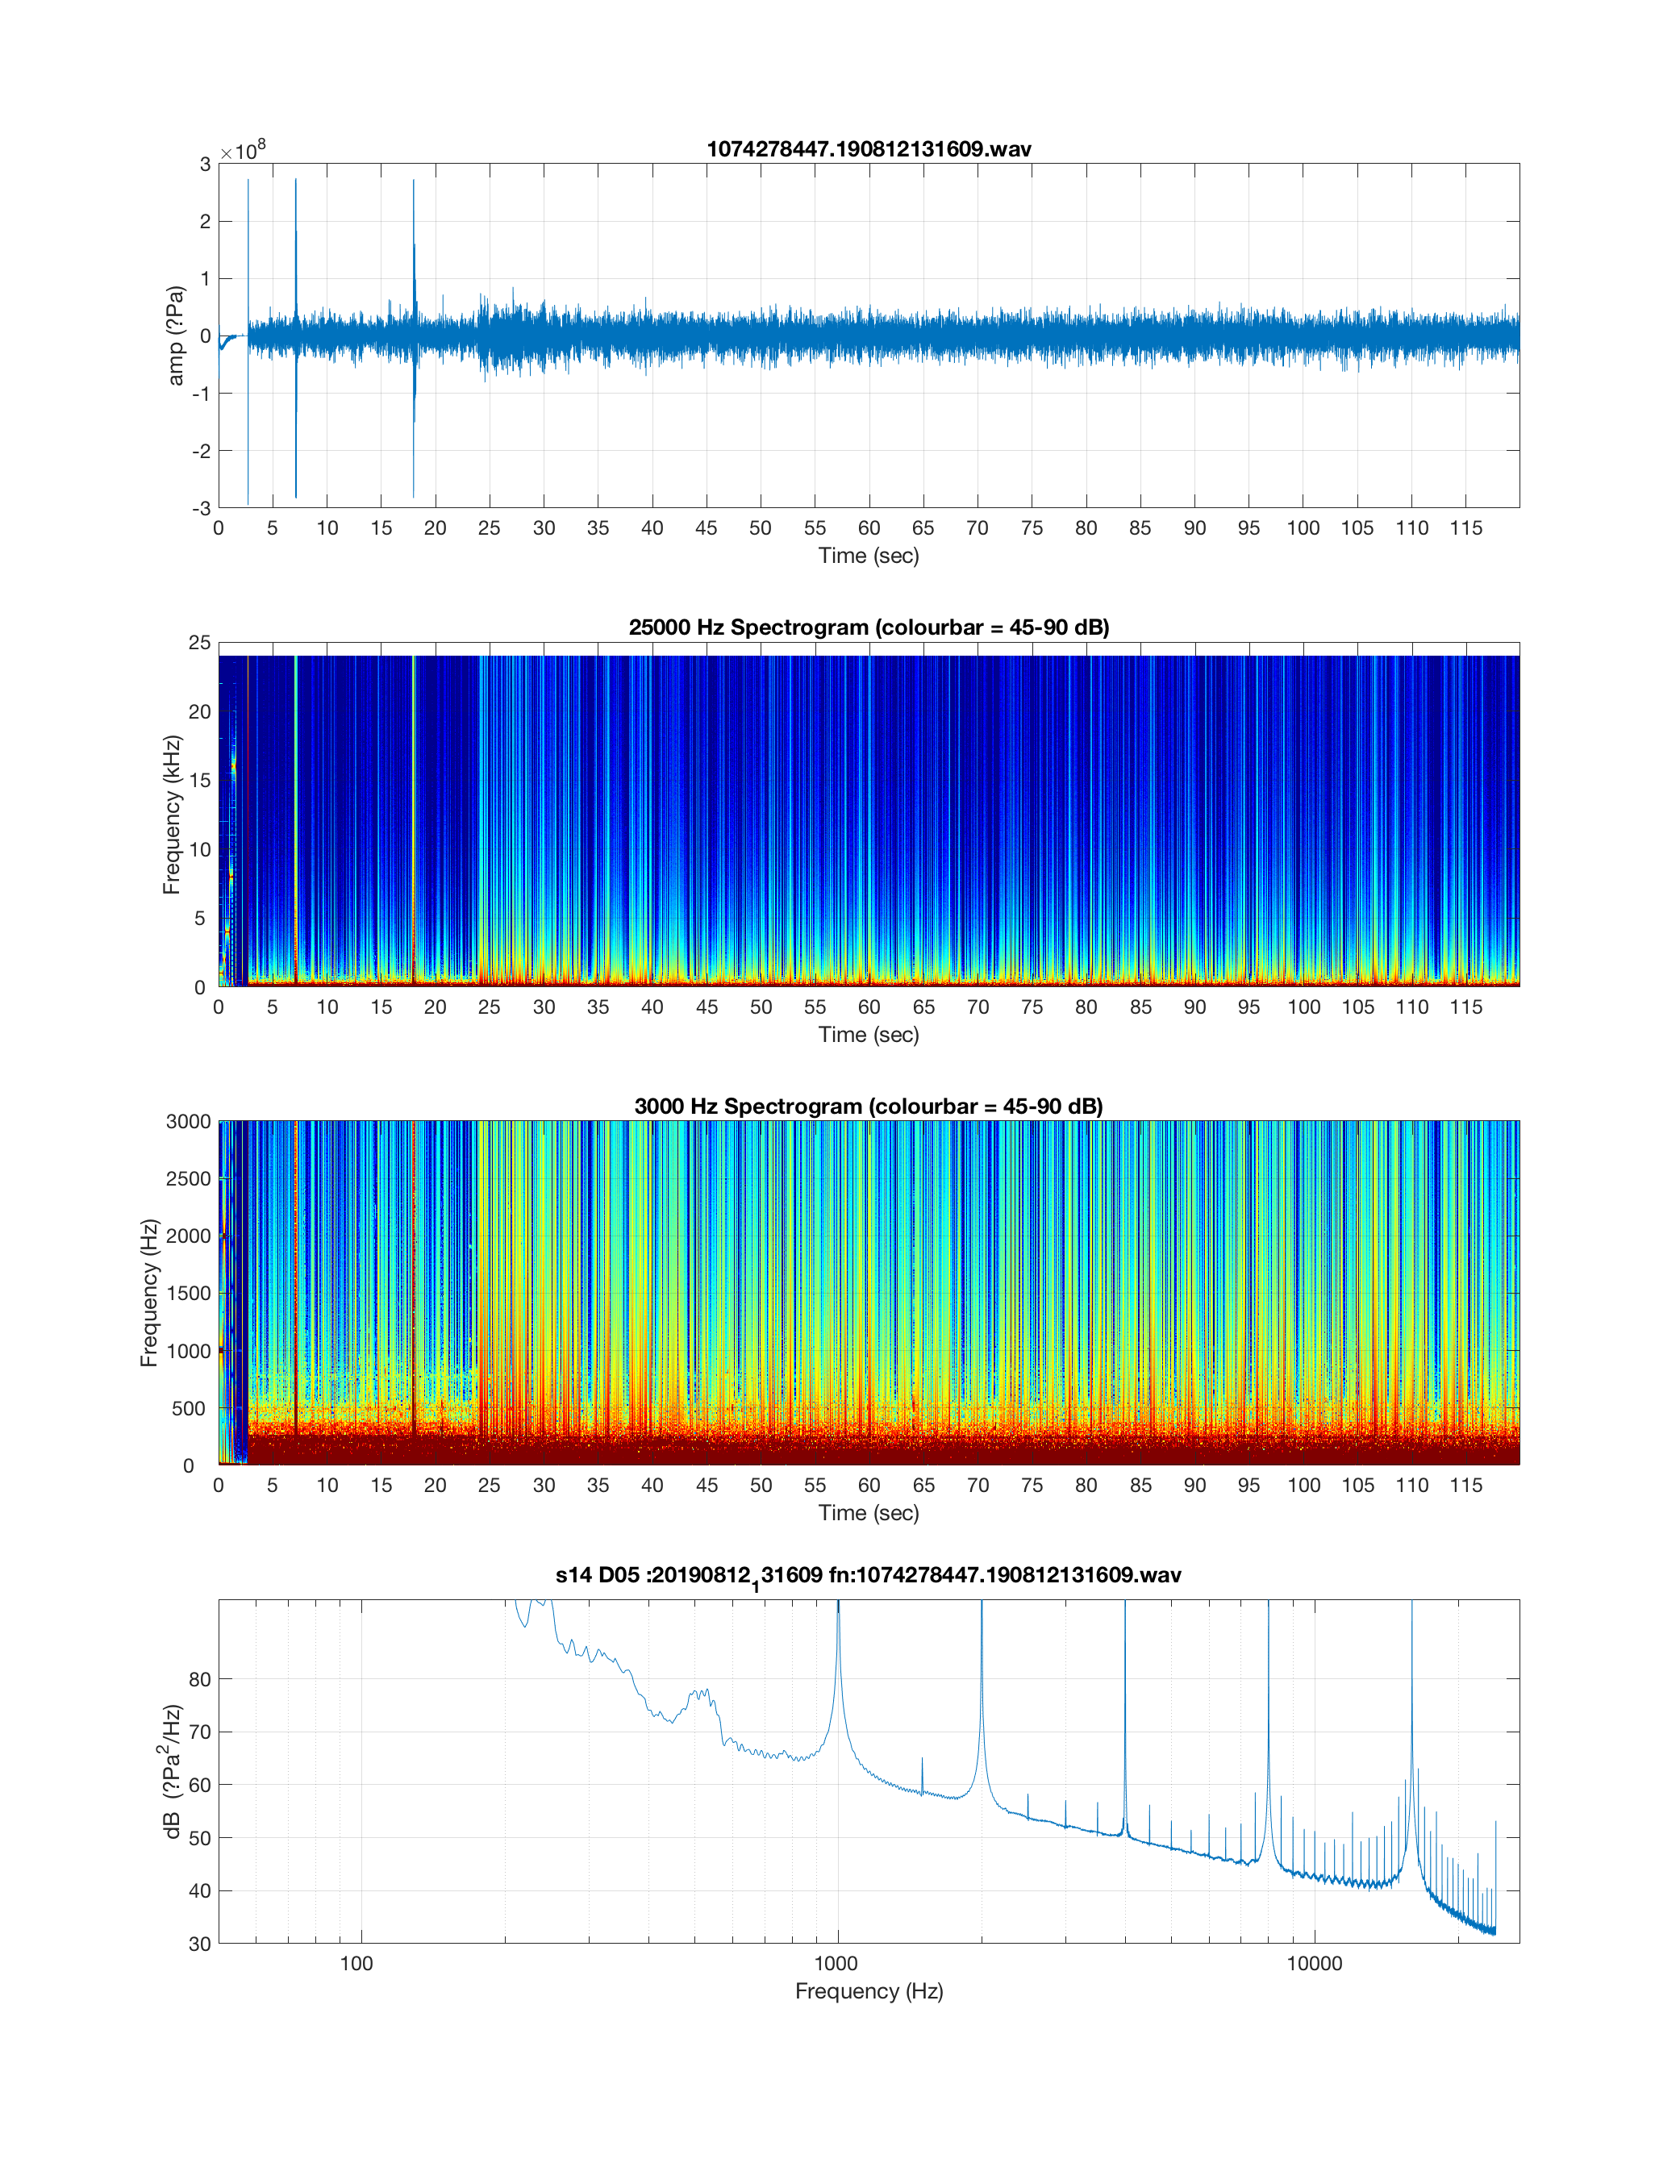 1074278447.190812131609.wav
×10⁸
3
2
1
0
-1
-2
-3
amp (?Pa)
0 5 10 15 20 25 30 35 40 45 50 55 60 65 70 75 80 85 90 95 100 105 110 115
Time (sec)
25000 Hz Spectrogram (colourbar = 45-90 dB)
25
20
15
10
5
0
Frequency (kHz)
0 5 10 15 20 25 30 35 40 45 50 55 60 65 70 75 80 85 90 95 100 105 110 115
Time (sec)
3000 Hz Spectrogram (colourbar = 45-90 dB)
3000
2500
2000
1500
1000
500
0
Frequency (Hz)
0 5 10 15 20 25 30 35 40 45 50 55 60 65 70 75 80 85 90 95 100 105 110 115
Time (sec)
s14 D05 :20190812₁31609 fn:1074278447.190812131609.wav
80
70
60
50
40
30
dB (?Pa²/Hz)
100 1000 10000
Frequency (Hz)